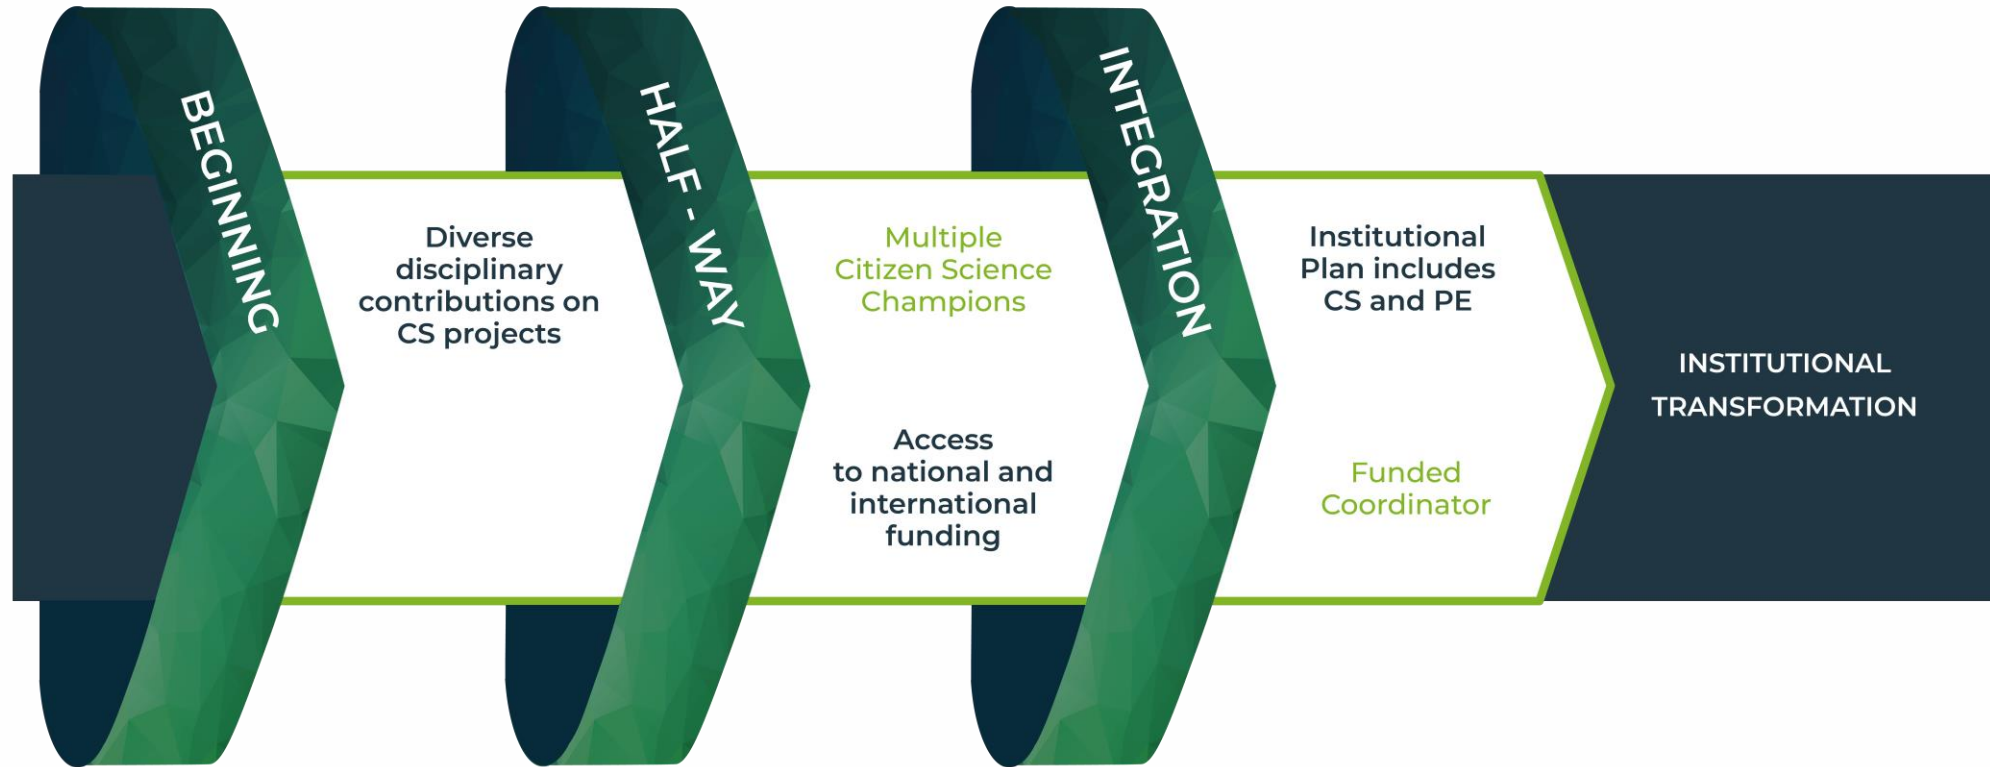 BEGINNING
Diverse
disciplinary
contributions on
CS projects
HALF - WAY
Multiple
Citizen Science
Champions
Access
to national and
international
funding
INTEGRATION
Institutional
Plan includes
CS and PE
Funded
Coordinator
INSTITUTIONAL
TRANSFORMATION